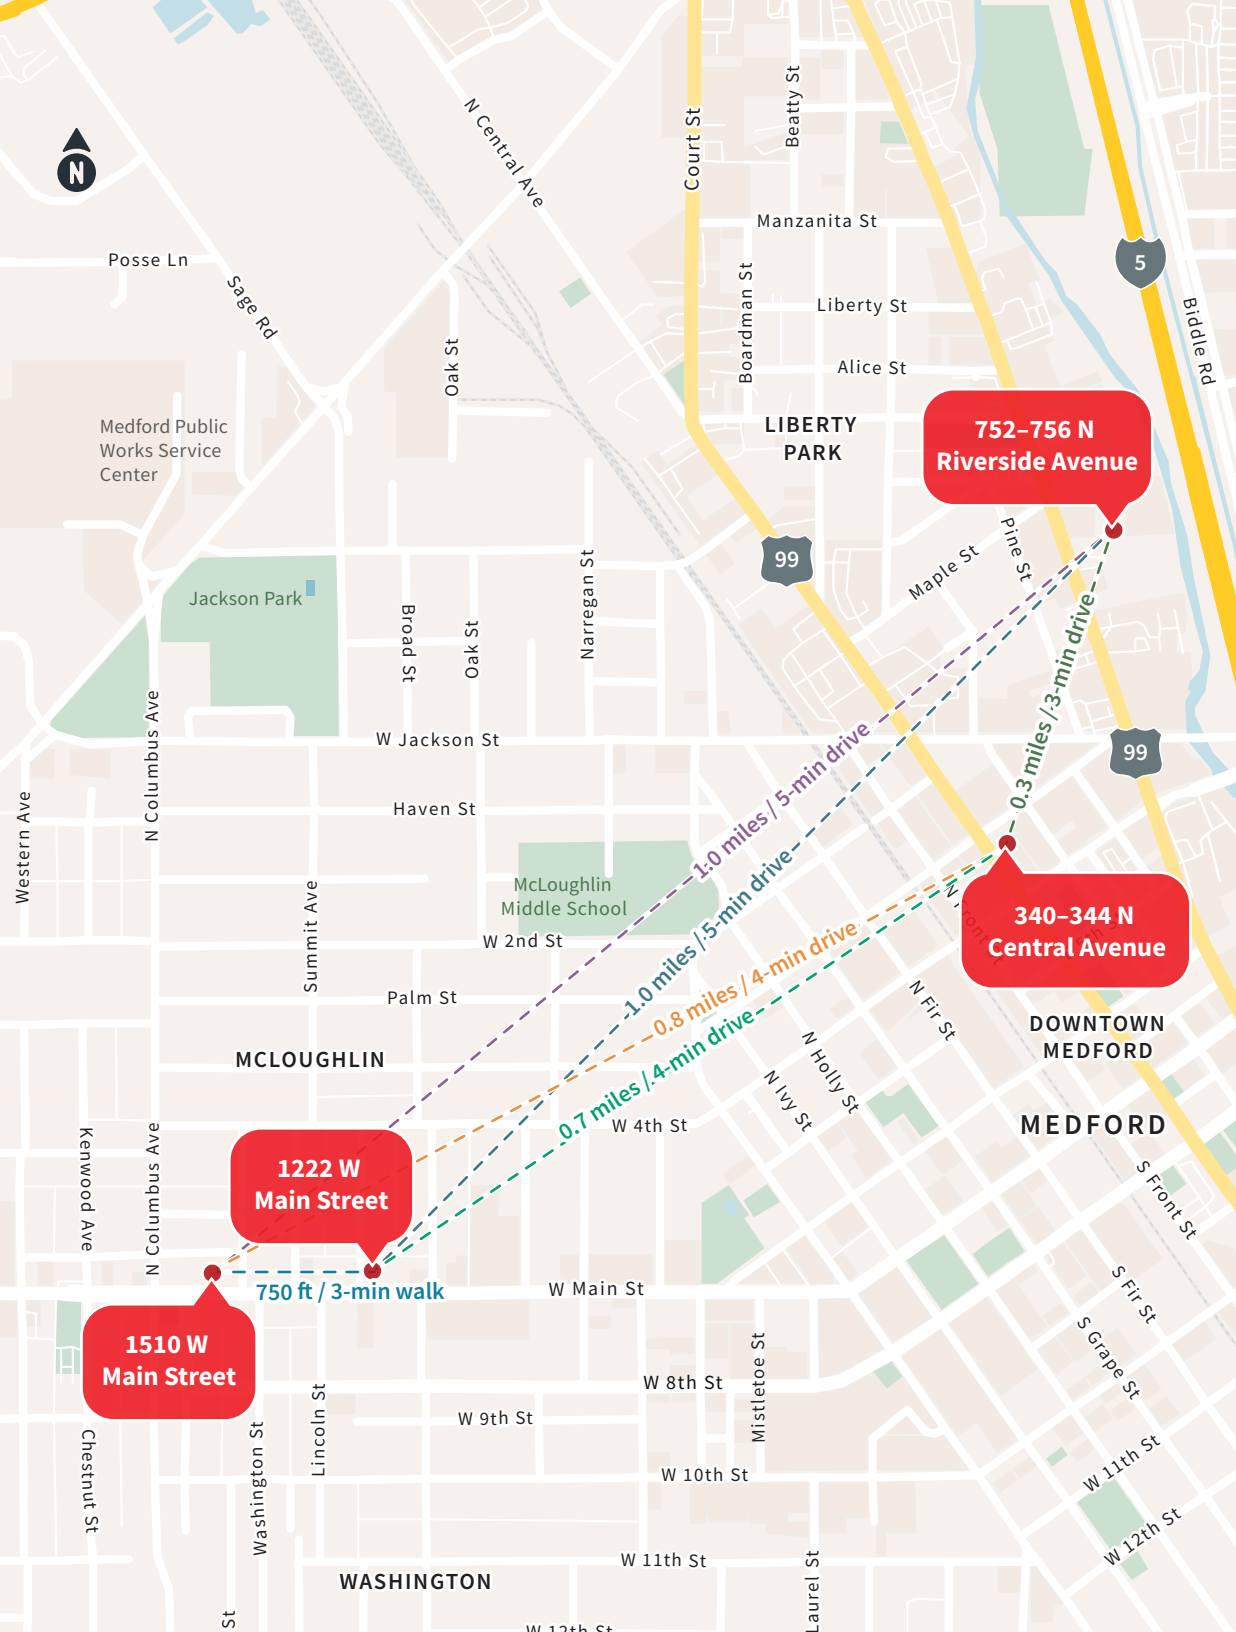 N Central Ave
Court St
Beatty St
N
Manzanita St
Posse Ln
5
Sage Rd
Boardman St
Liberty St
Biddle Rd
Oak St
Alice St
Medford Public
Works Service
Center
LIBERTY
PARK
752–756 N
Riverside Avenue
99
Pine St
Maple St
Jackson Park
Narregan St
Broad St
Oak St
0.3 miles / 3-min drive
N Columbus Ave
W Jackson St
1.0 miles / 5-min drive
99
Western Ave
Haven St
McLoughlin
Middle School
1.0 miles / 5-min drive
Summit Ave
W 2nd St
0.8 miles / 4-min drive
N Front St
340–344 N
Central Avenue
Palm St
N Fir St
DOWNTOWN
MEDFORD
MCLOUGHLIN
0.7 miles / 4-min drive
N Holly St
N Ivy St
W 4th St
MEDFORD
Kenwood Ave
N Columbus Ave
1222 W
Main Street
S Front St
750 ft / 3-min walk
W Main St
S Fir St
1510 W
Main Street
Mistletoe St
S Grape St
W 8th St
Lincoln St
W 9th St
Chestnut St
Washington St
W 10th St
W 11th St
W 12th St
W 11th St
WASHINGTON
Laurel St
St
W 12th St